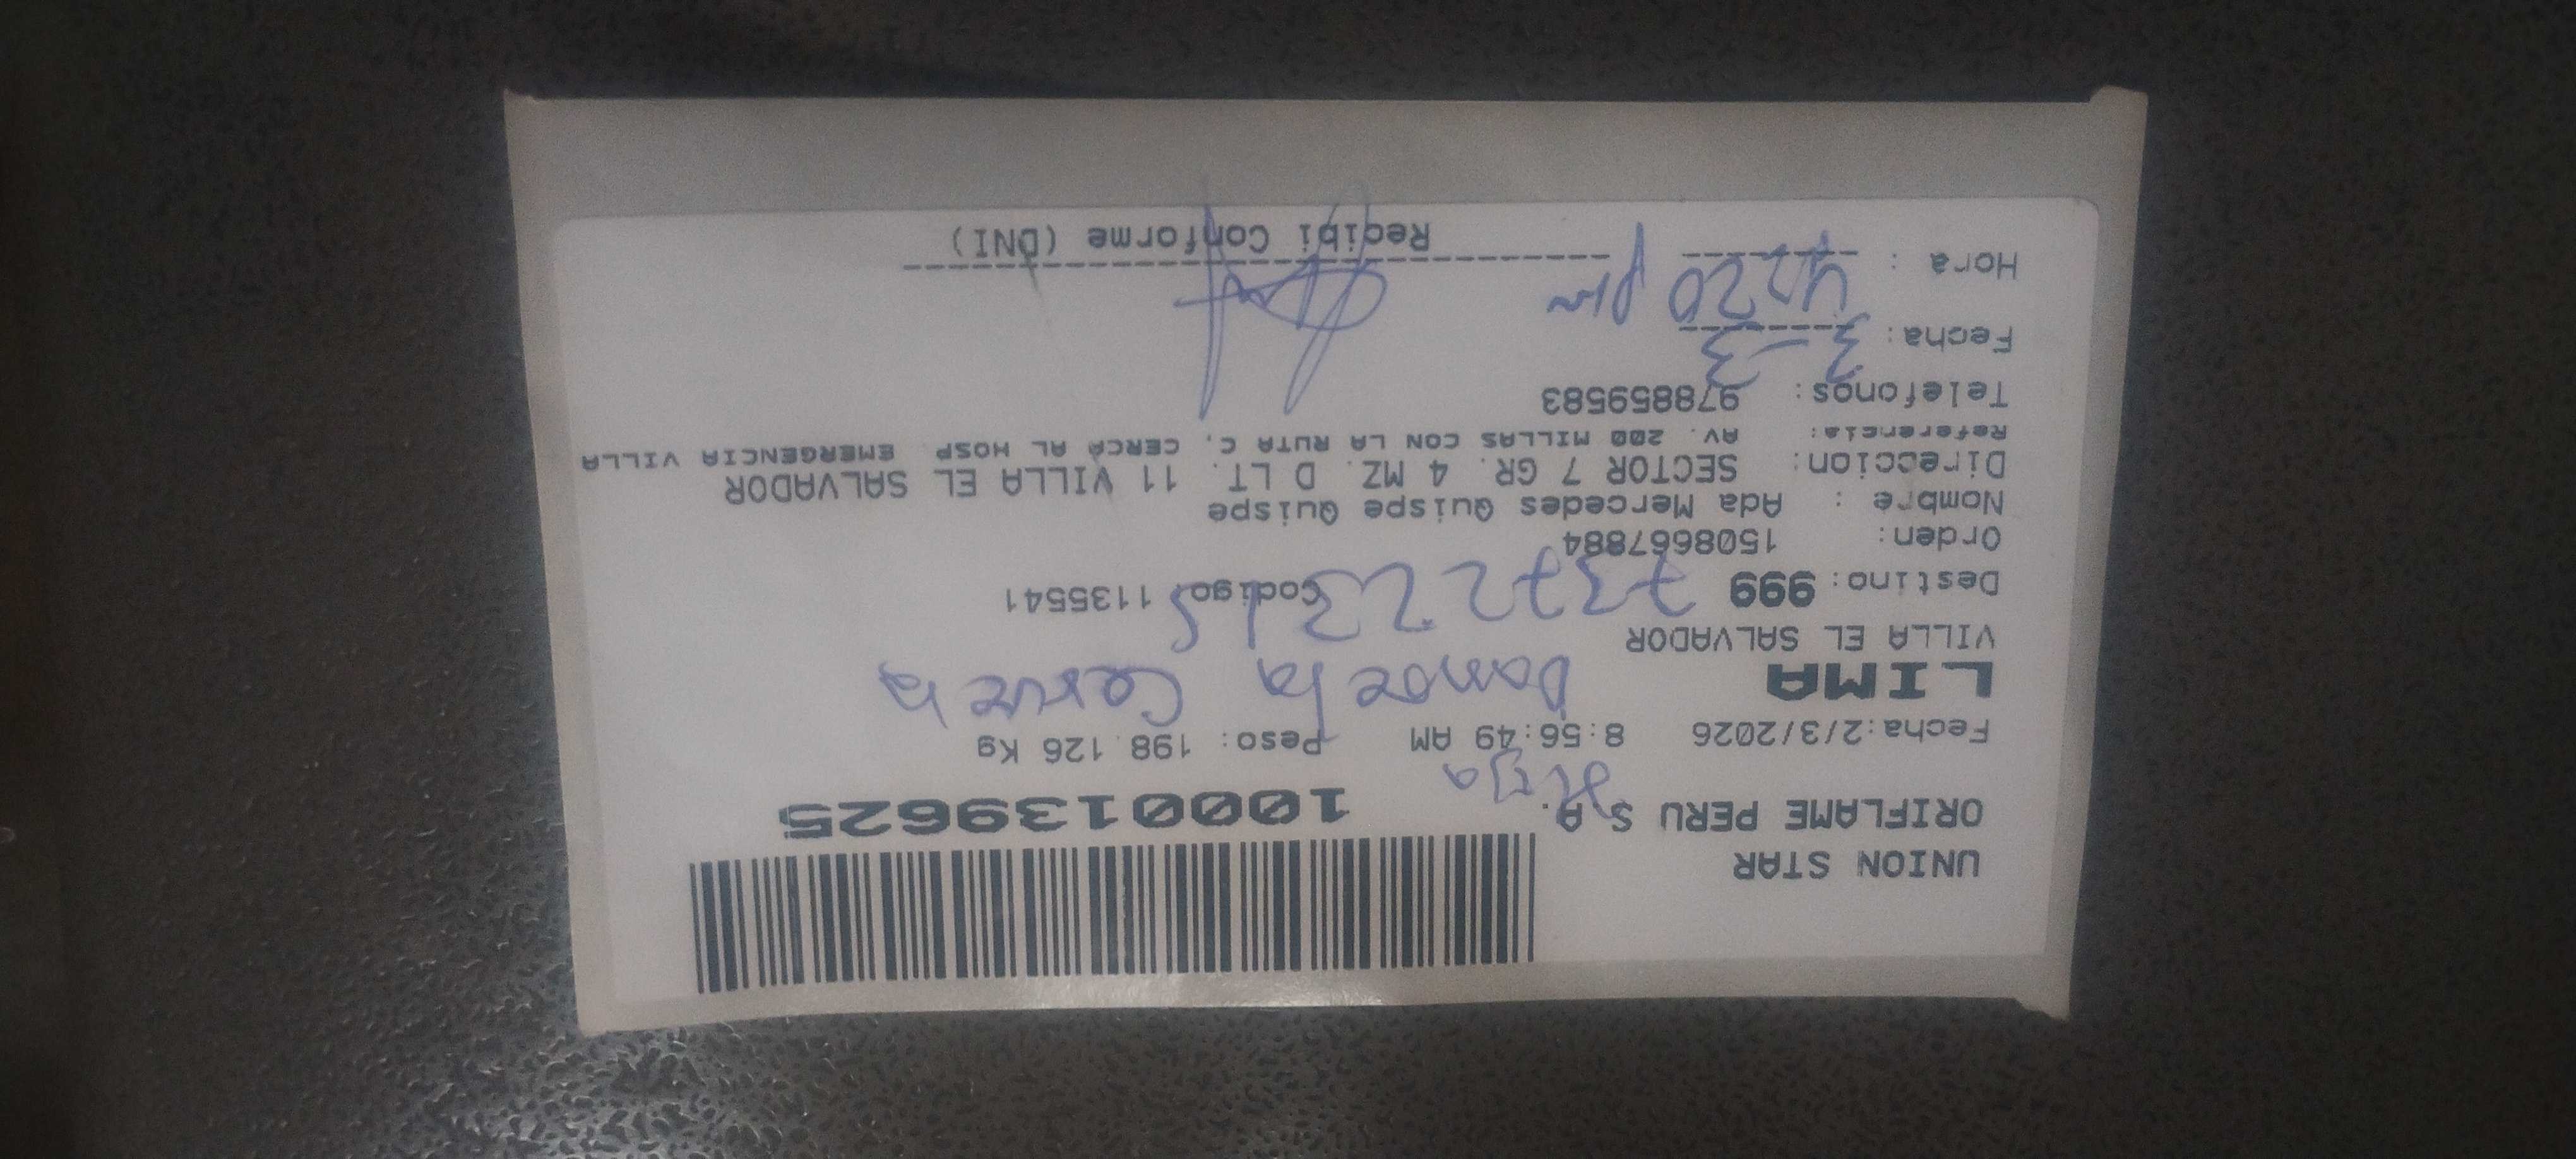 UNION STAR
ORIFLAME PERU S.A.
1000139625
Hija
Fecha:2/3/2026 8:56:49 AM Peso: 198.126 Kg
LIMA
VILLA EL SALVADOR
Destino: 999 Codigo 1135541
Orden: 1508667884
Nombre : Ada Mercedes Quispe Quispe
Direccion: SECTOR 7 GR. 4 MZ. D LT. 11 VILLA EL SALVADOR
Referencia: AV. 200 MILLAS CON LA RUTA C, CERCA AL HOSP. EMERGENCIA VILLA
Telefonos: 978859583
Fecha: 3-3
Hora : 4:20 pm
Recibi Conforme (DNI)